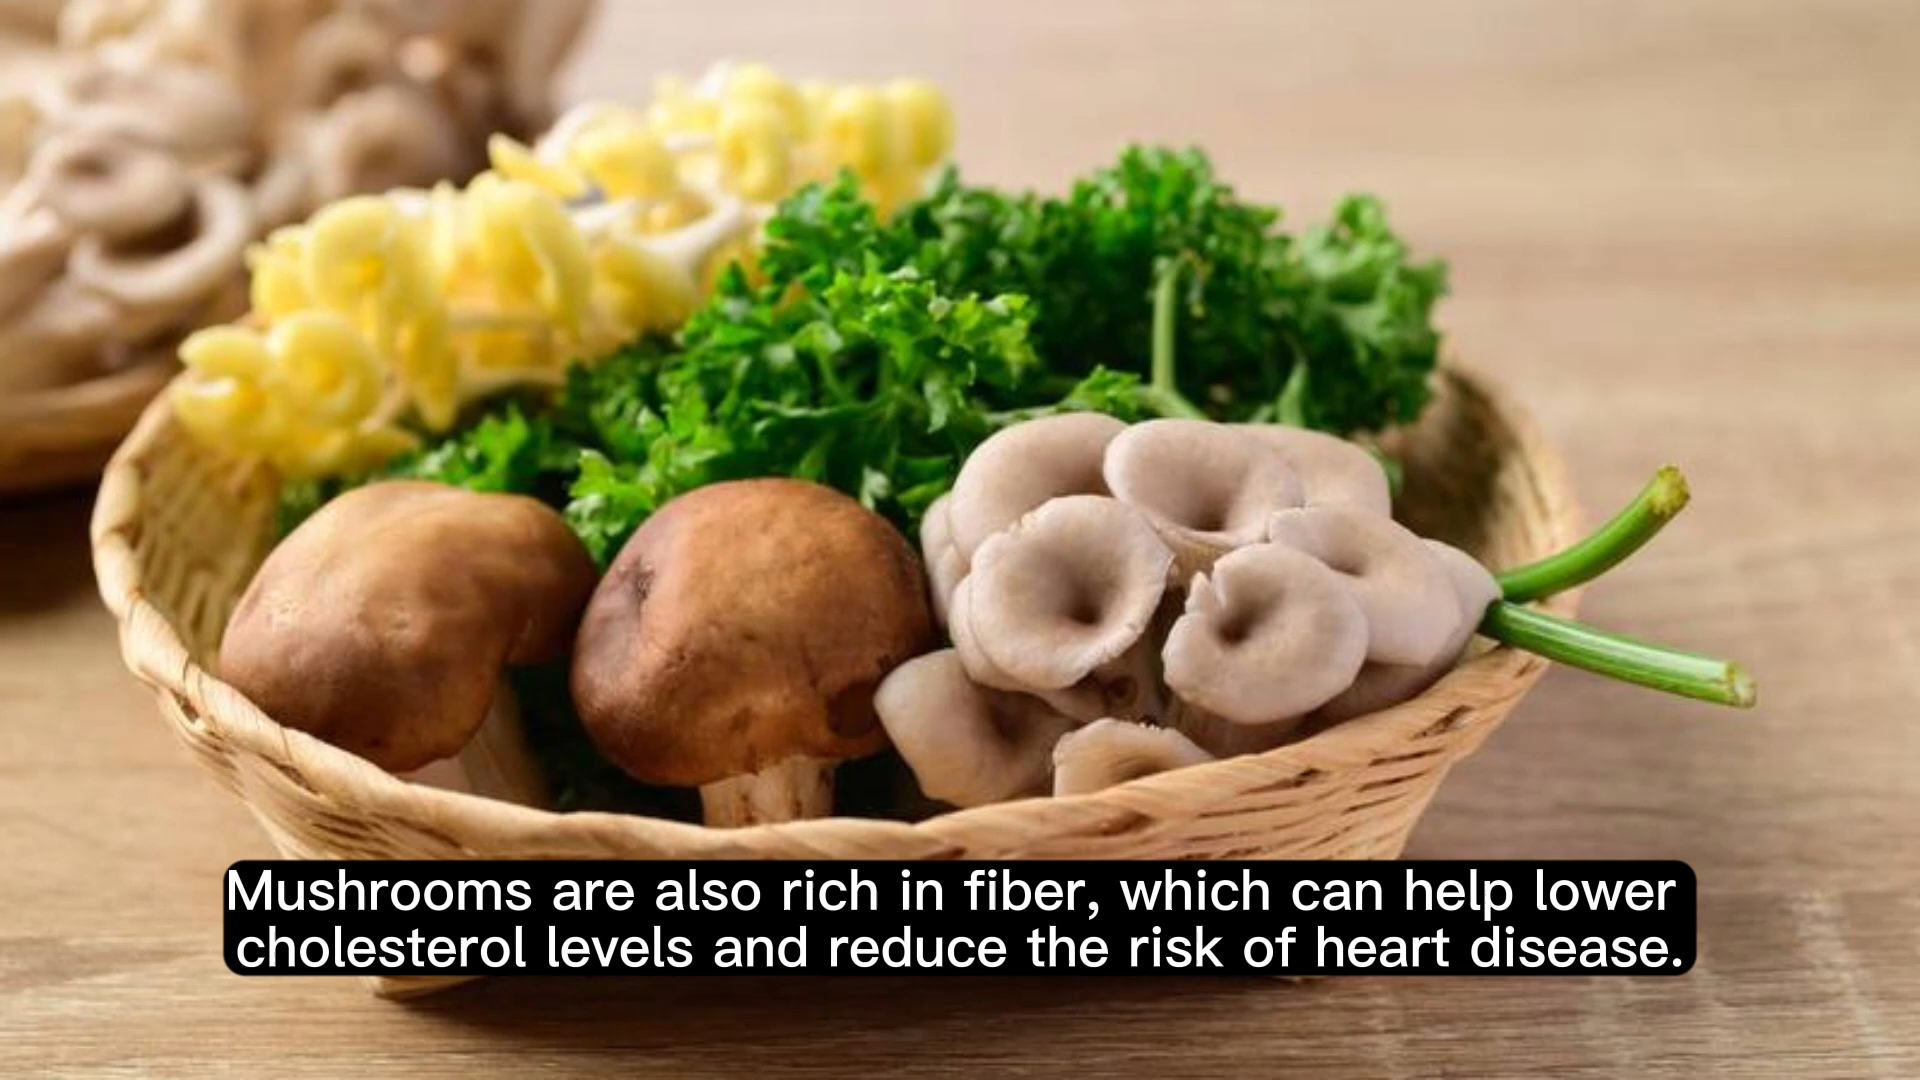 Mushrooms are also rich in fiber, which can help lower
cholesterol levels and reduce the risk of heart disease.